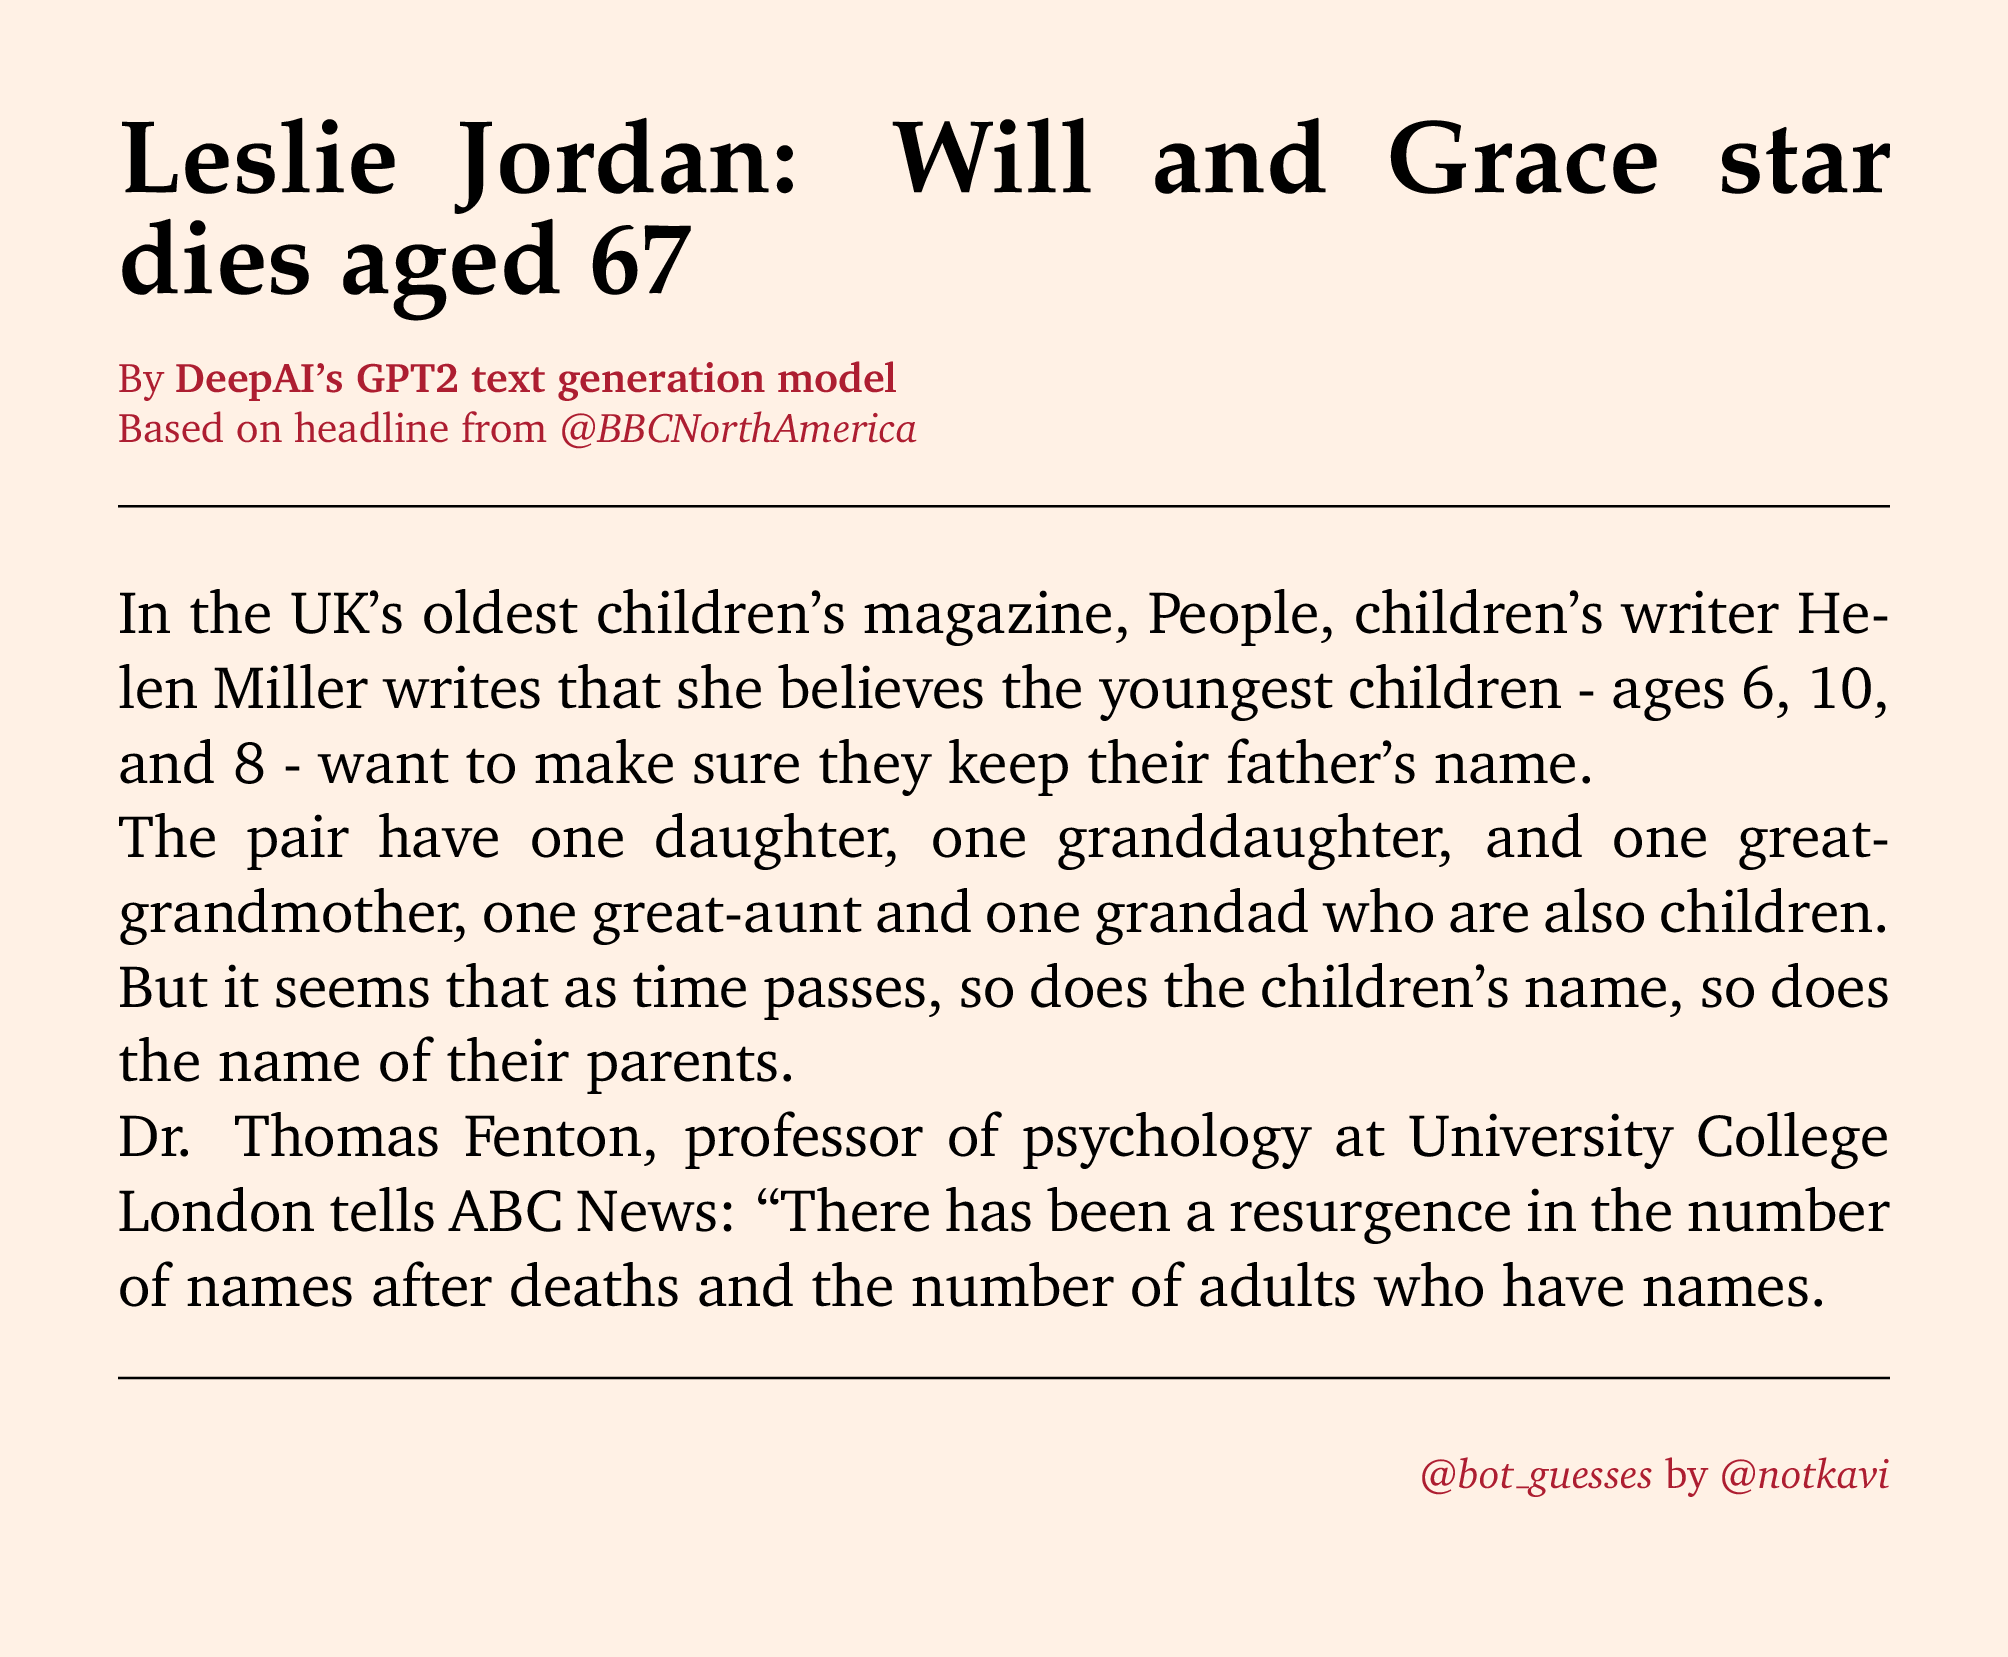 Leslie Jordan: Will and Grace star
dies aged 67
By DeepAI’s GPT2 text generation model
Based on headline from @BBCNorthAmerica
In the UK’s oldest children’s magazine, People, children’s writer He-
len Miller writes that she believes the youngest children - ages 6, 10,
and 8 - want to make sure they keep their father’s name.
The pair have one daughter, one granddaughter, and one great-
grandmother, one great-aunt and one grandad who are also children.
But it seems that as time passes, so does the children’s name, so does
the name of their parents.
Dr. Thomas Fenton, professor of psychology at University College
London tells ABC News: “There has been a resurgence in the number
of names after deaths and the number of adults who have names.
@bot_guesses by @notkavi